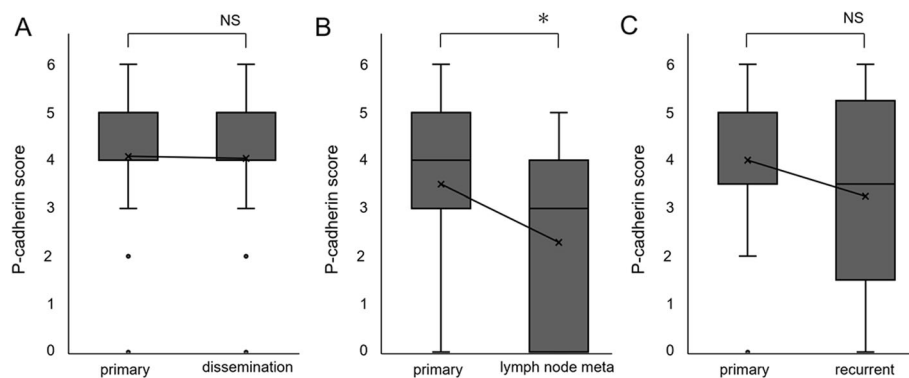 A
NS
P-cadherin score
6
5
4
3
2
1
0
primary
dissemination
B
*
P-cadherin score
6
5
4
3
2
1
0
primary
lymph node meta
C
NS
P-cadherin score
6
5
4
3
2
1
0
primary
recurrent